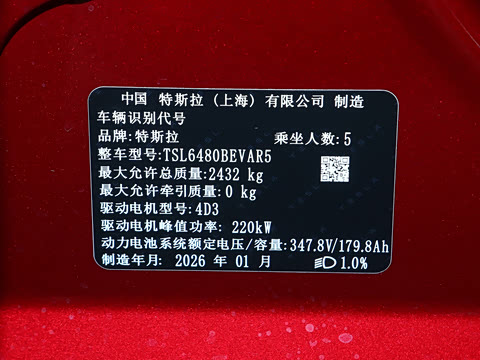 中国 特斯拉 (上海) 有限公司 制造
车辆识别代号
品牌:特斯拉 乘坐人数:5
整车型号:TSL6480BEVAR5
最大允许总质量:2432 kg
最大允许牵引质量:0 kg
驱动电机型号:4D3
驱动电机峰值功率: 220kW
动力电池系统额定电压/容量:347.8V/179.8Ah
制造年月: 2026 年 01 月 1.0%